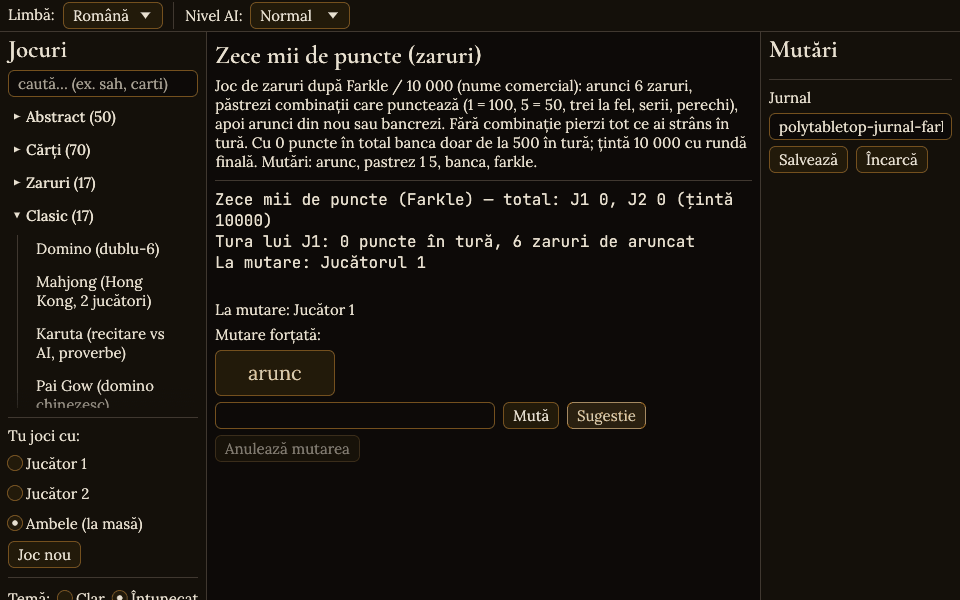 Limbă: Română ▼ Nivel AI: Normal ▼
Jocuri
caută... (ex. sah, carti)
▸ Abstract (50)
▸ Cărți (70)
▸ Zaruri (17)
▾ Clasic (17)
Domino (dublu-6)
Mahjong (Hong
Kong, 2 jucători)
Karuta (recitare vs
AI, proverbe)
Pai Gow (domino
chinezesc)
Tu joci cu:
Jucător 1
Jucător 2
Ambele (la masă)
Joc nou
Temă: Clar Întunecat
Zece mii de puncte (zaruri)
Joc de zaruri după Farkle / 10 000 (nume comercial): arunci 6 zaruri,
păstrezi combinații care punctează (1 = 100, 5 = 50, trei la fel, serii, perechi),
apoi arunci din nou sau bancrezi. Fără combinație pierzi tot ce ai strâns în
tură. Cu 0 puncte în total banca doar de la 500 în tură; țintă 10 000 cu rundă
finală. Mutări: arunc, pastrez 1 5, banca, farkle.
Zece mii de puncte (Farkle) — total: J1 0, J2 0 (țintă
10000)
Tura lui J1: 0 puncte în tură, 6 zaruri de aruncat
La mutare: Jucătorul 1
La mutare: Jucător 1
Mutare forțată:
arunc
Mută Sugestie
Anulează mutarea
Mutări
Jurnal
polytabletop-jurnal-farl
Salvează Încarcă